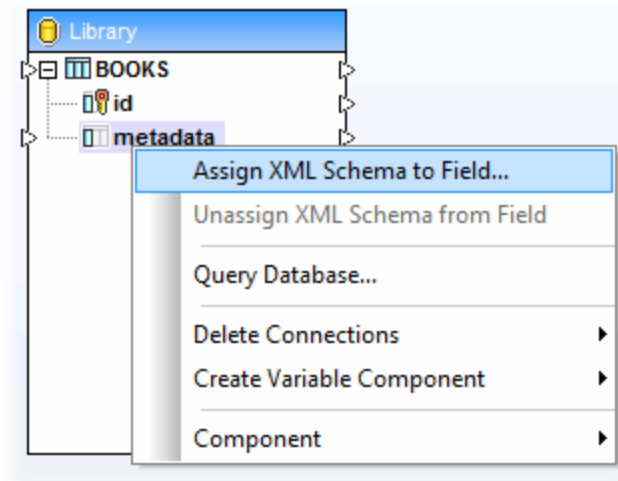 Library
BOOKS
id
metadata
Assign XML Schema to Field...
Unassign XML Schema from Field
Query Database...
Delete Connections
Create Variable Component
Component